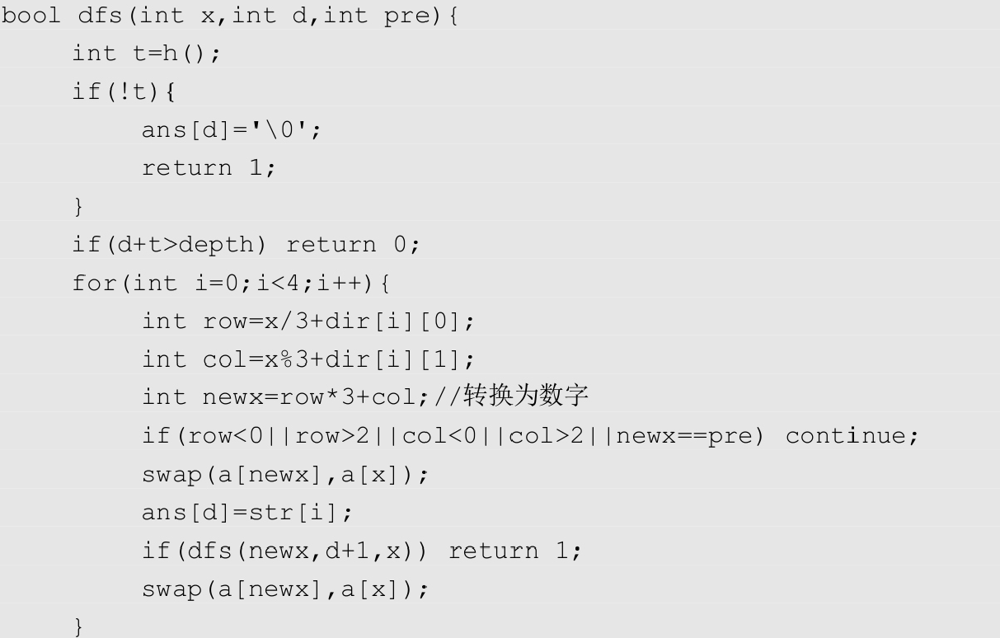 bool dfs(int x,int d,int pre){
int t=h();
if(!t){
ans[d]='\0';
return 1;
}
if(d+t>depth) return 0;
for(int i=0;i<4;i++){
int row=x/3+dir[i][0];
int col=x%3+dir[i][1];
int newx=row*3+col;//转换为数字
if(row<0||row>2||col<0||col>2||newx==pre) continue;
swap(a[newx],a[x]);
ans[d]=str[i];
if(dfs(newx,d+1,x)) return 1;
swap(a[newx],a[x]);
}